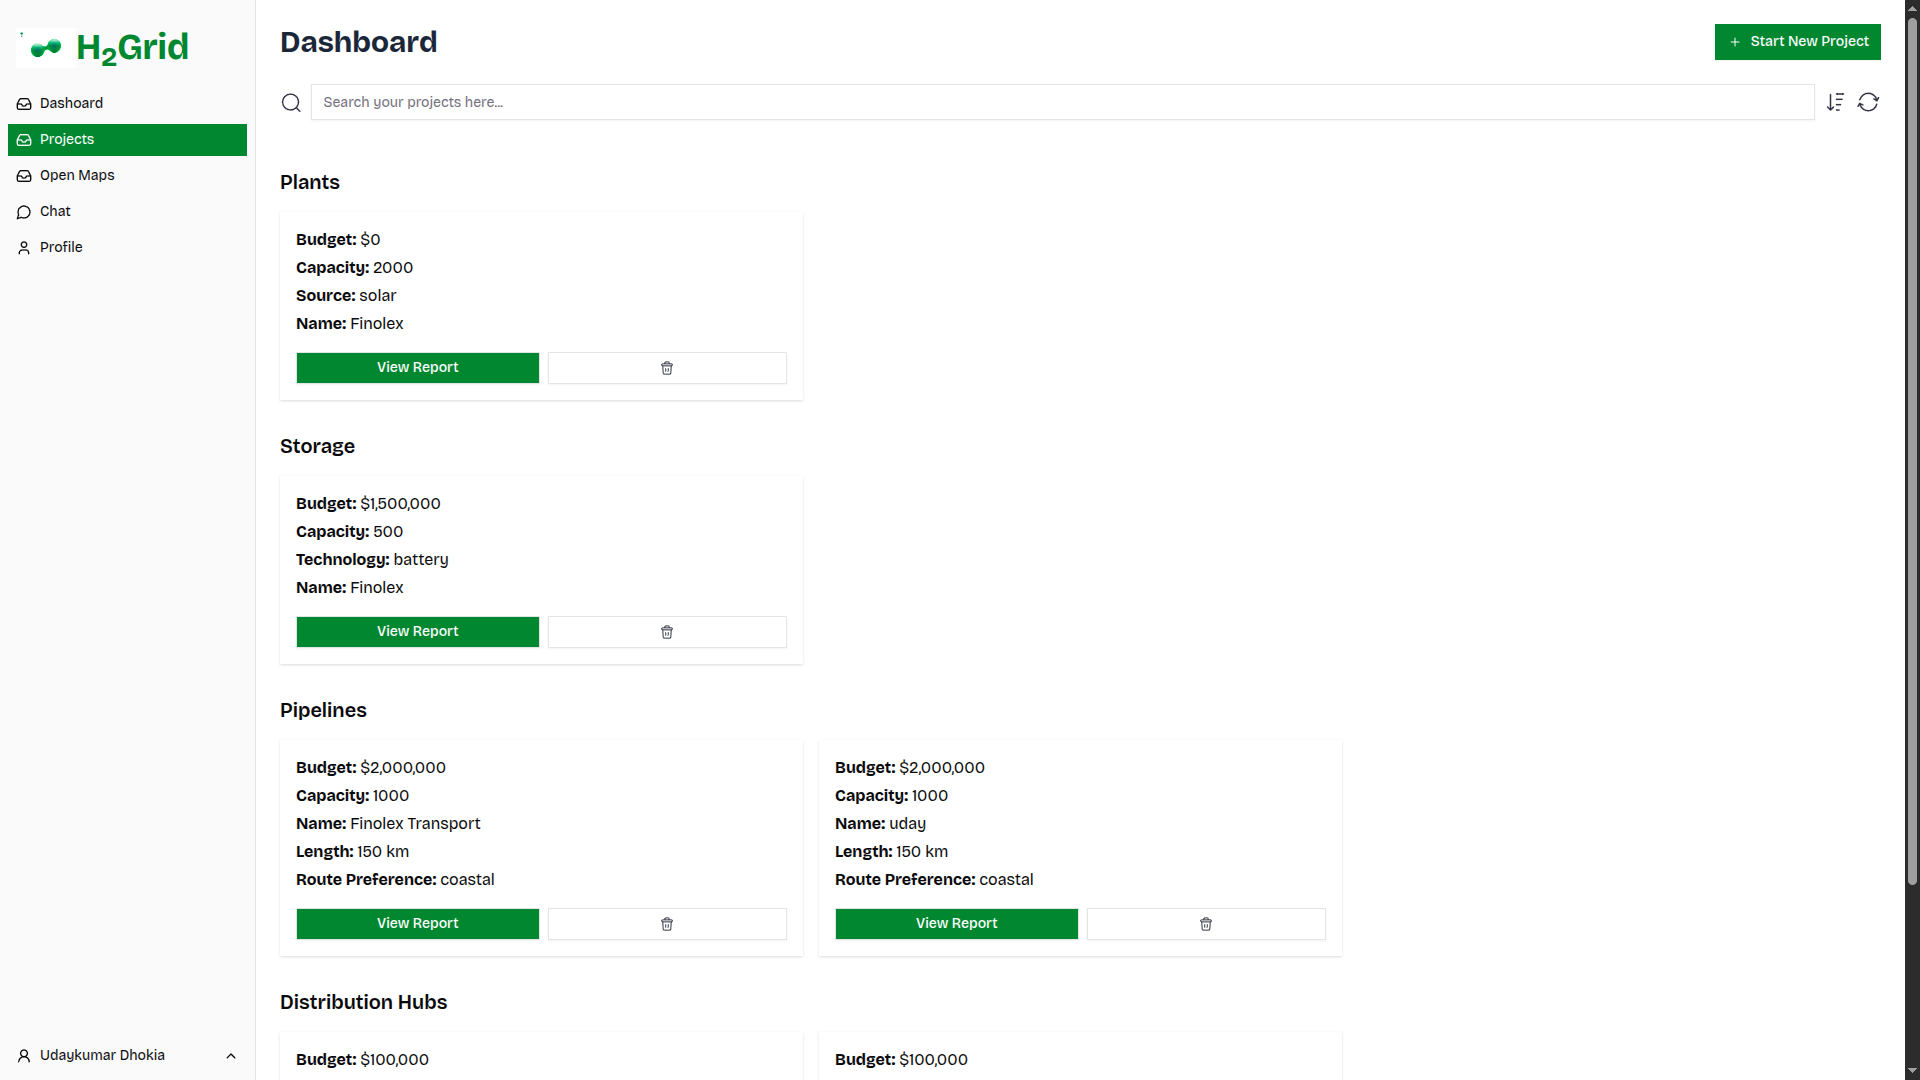 H2Grid
Dashoard
Projects
Open Maps
Chat
Profile
Udaykumar Dhokia
Dashboard
+ Start New Project
Search your projects here...
Plants
Budget: $0
Capacity: 2000
Source: solar
Name: Finolex
View Report
Storage
Budget: $1,500,000
Capacity: 500
Technology: battery
Name: Finolex
View Report
Pipelines
Budget: $2,000,000
Capacity: 1000
Name: Finolex Transport
Length: 150 km
Route Preference: coastal
View Report
Budget: $2,000,000
Capacity: 1000
Name: uday
Length: 150 km
Route Preference: coastal
View Report
Distribution Hubs
Budget: $100,000
Budget: $100,000